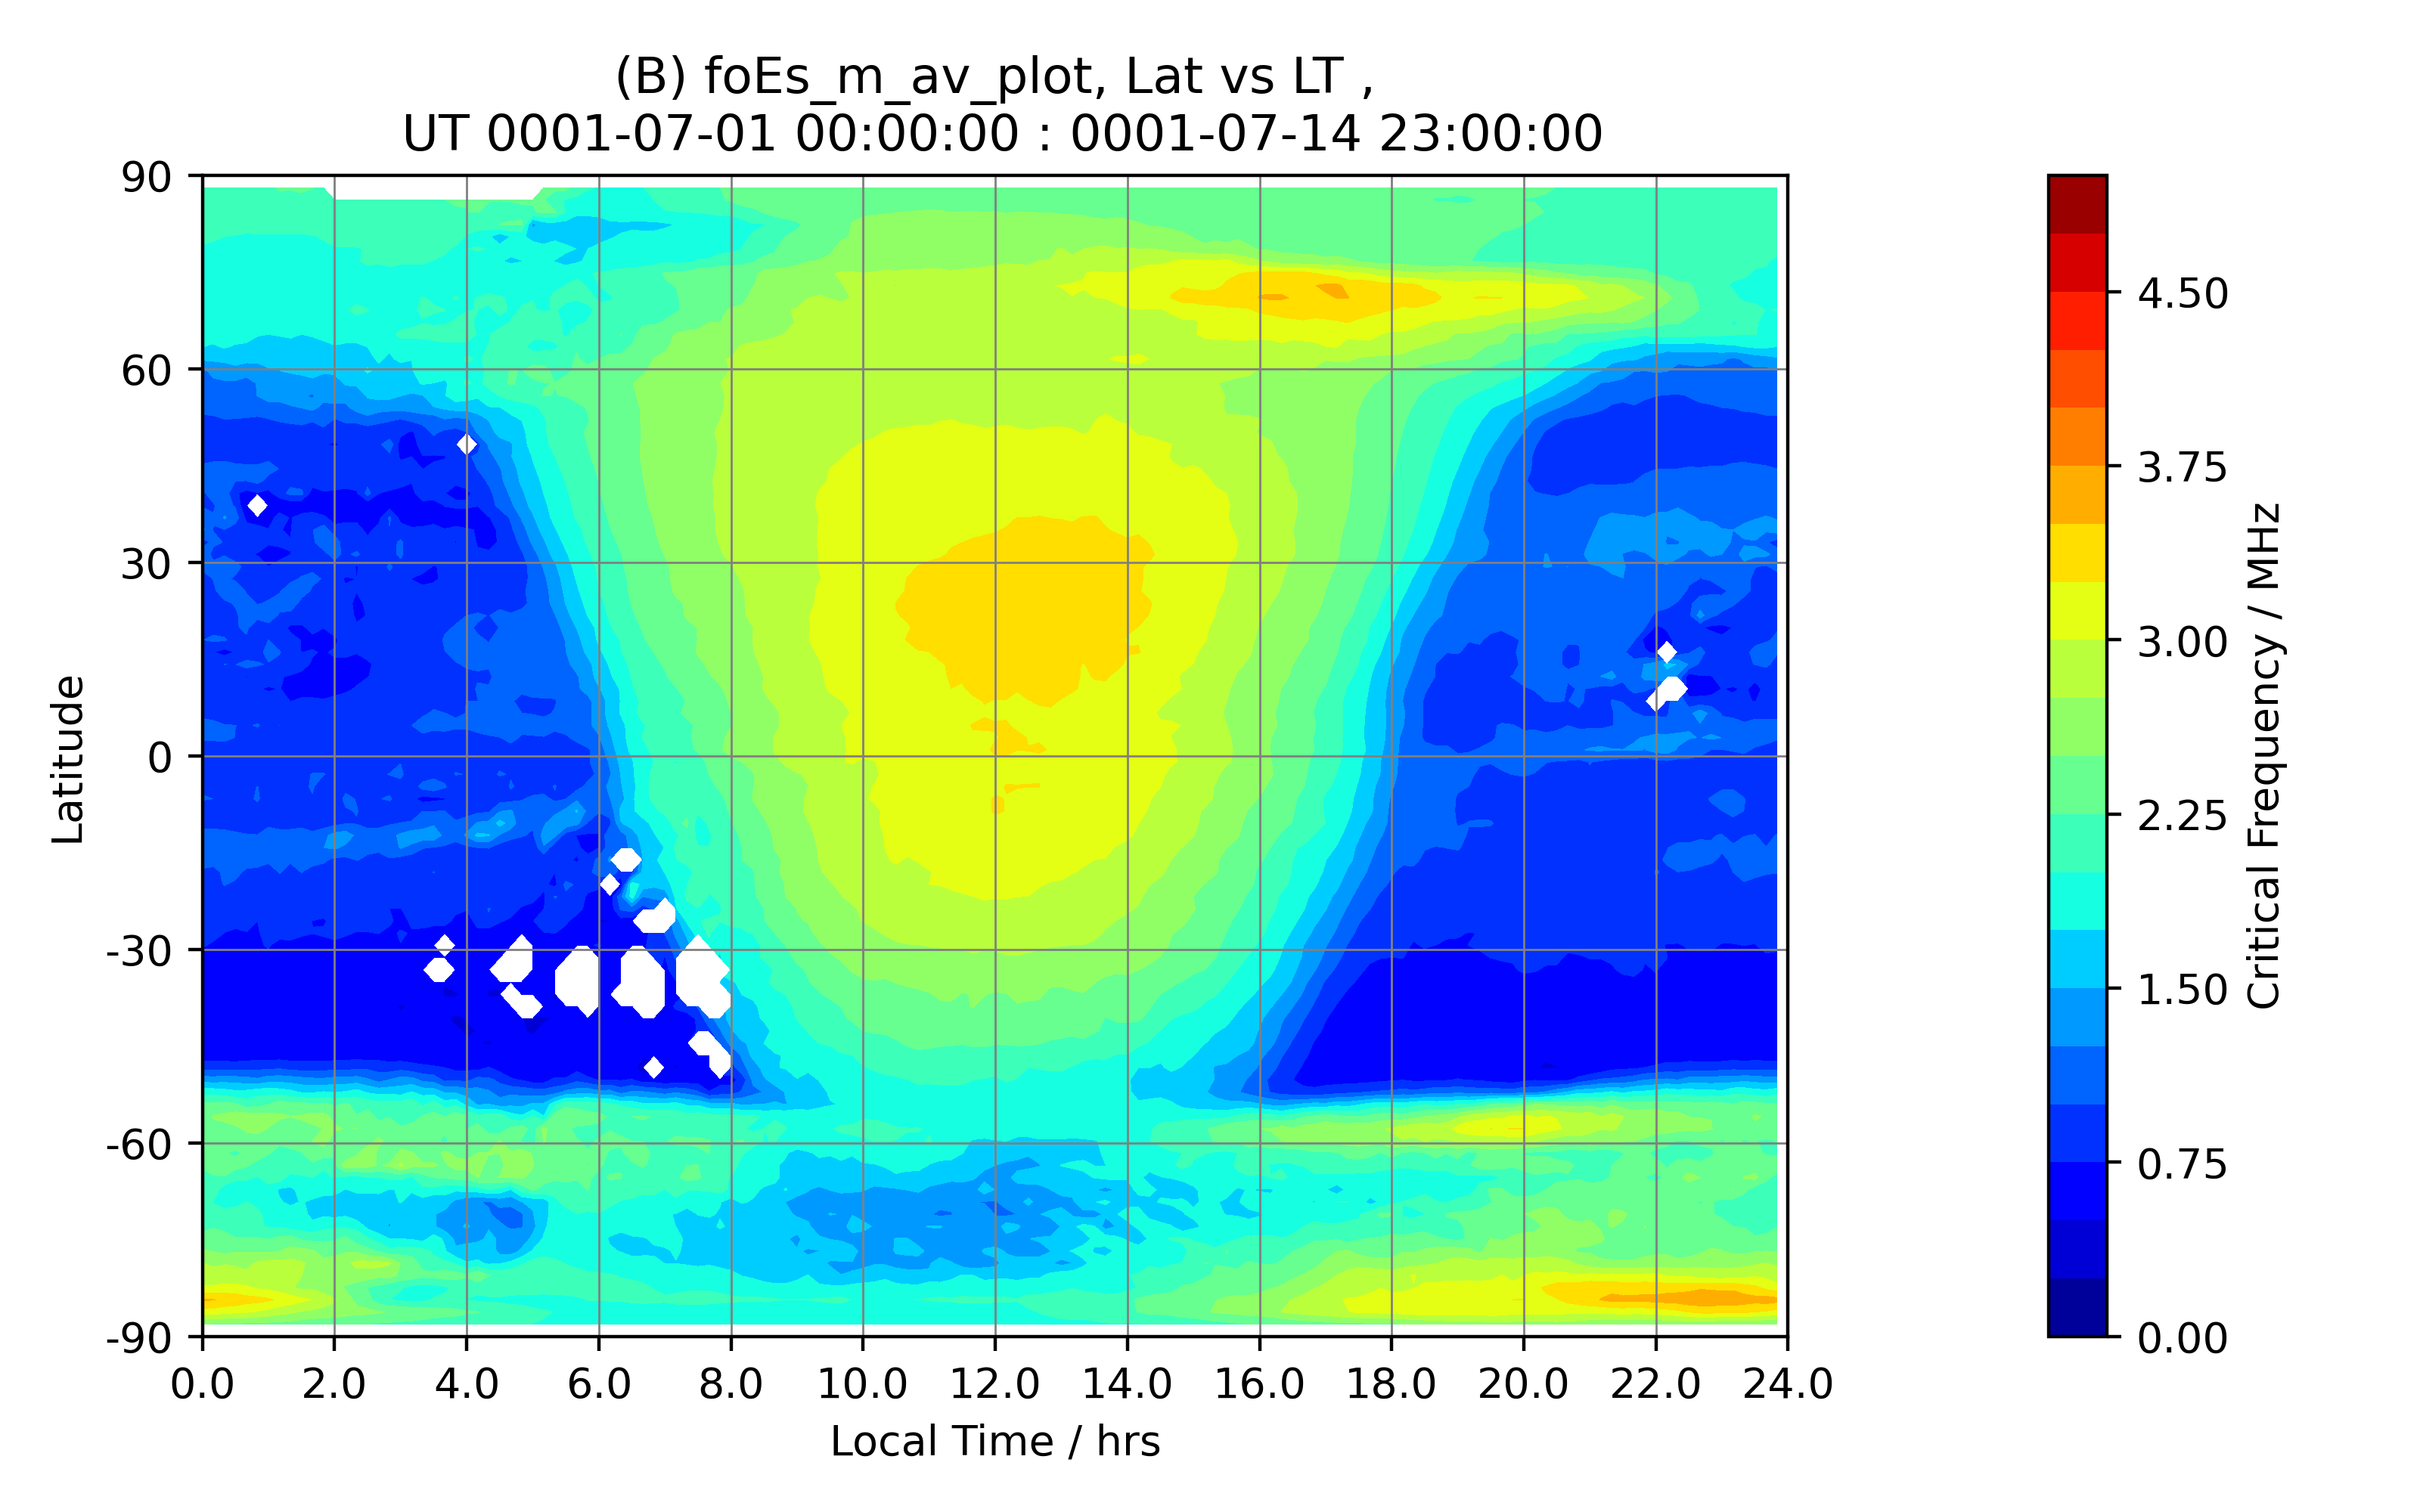 (B) foEs_m_av_plot, Lat vs LT ,
UT 0001-07-01 00:00:00 : 0001-07-14 23:00:00
90
60
30
0
-30
-60
-90
Latitude
0.0 2.0 4.0 6.0 8.0 10.0 12.0 14.0 16.0 18.0 20.0 22.0 24.0
Local Time / hrs
4.50
3.75
3.00
2.25
1.50
0.75
0.00
Critical Frequency / MHz